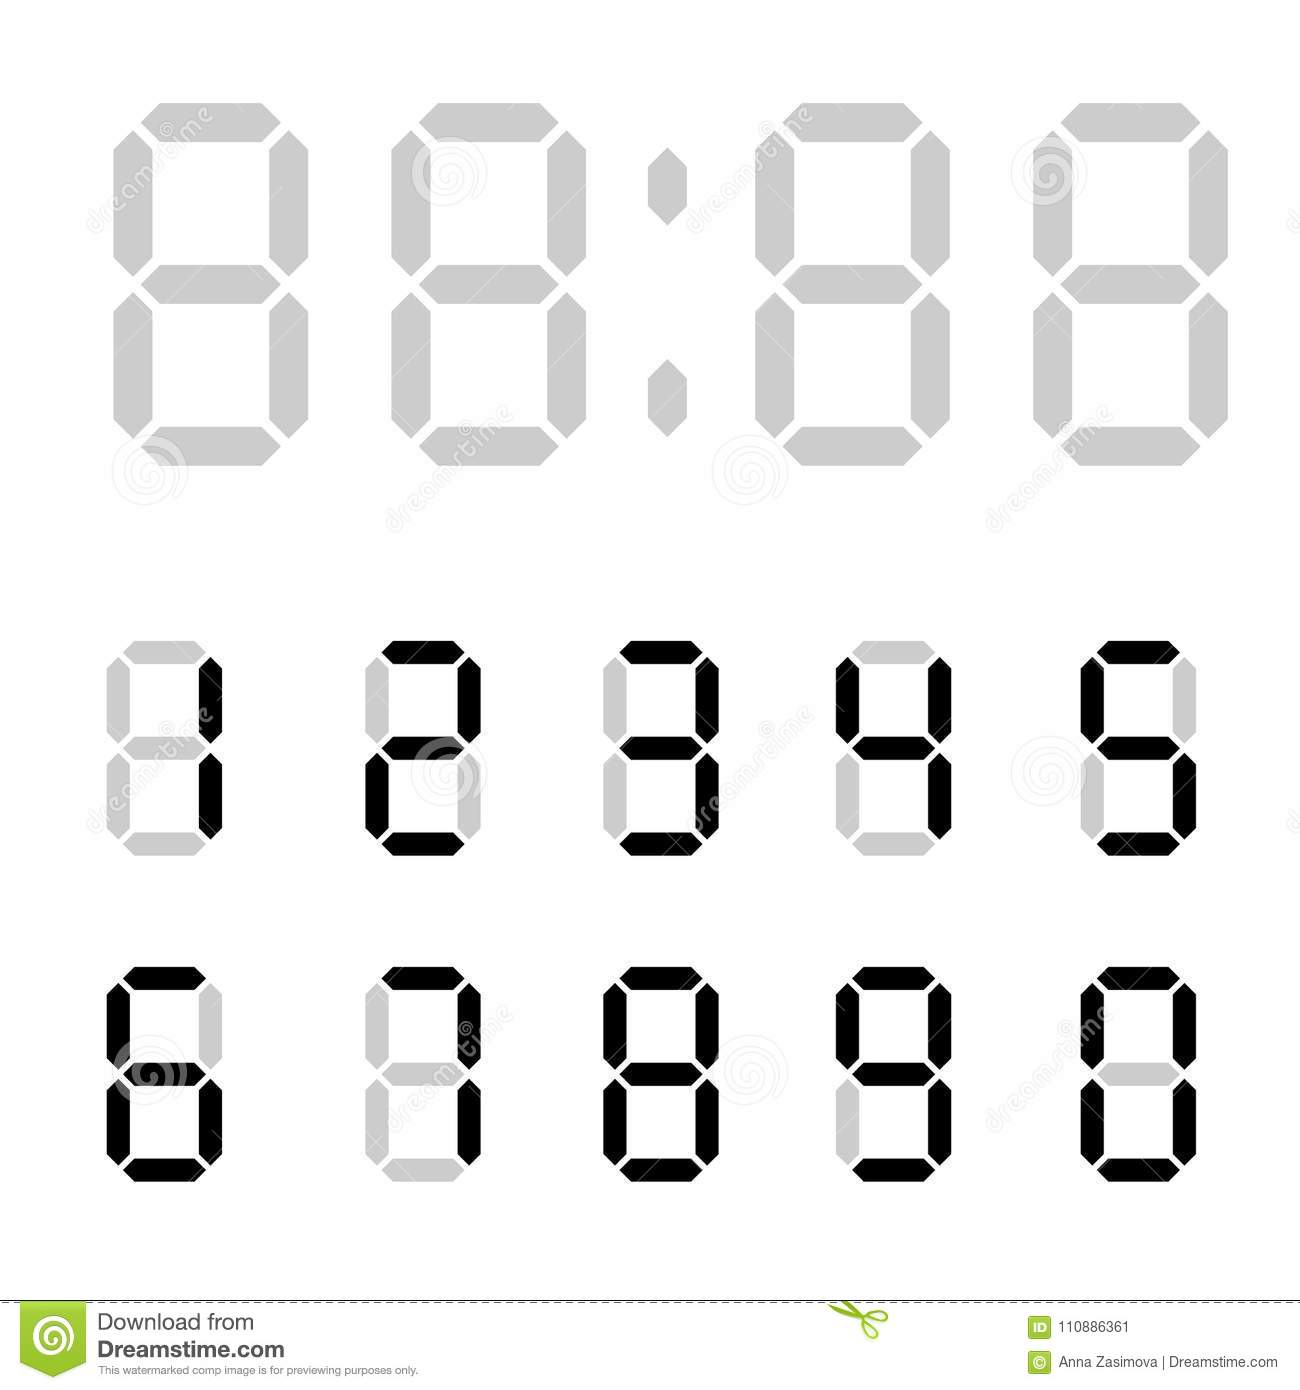 88:88
1 2 3 4 5
6 7 8 9 0
dreamstime
Download from
Dreamstime.com
This watermarked comp image is for previewing purposes only.
ID 110886361
© Anna Zasimova | Dreamstime.com